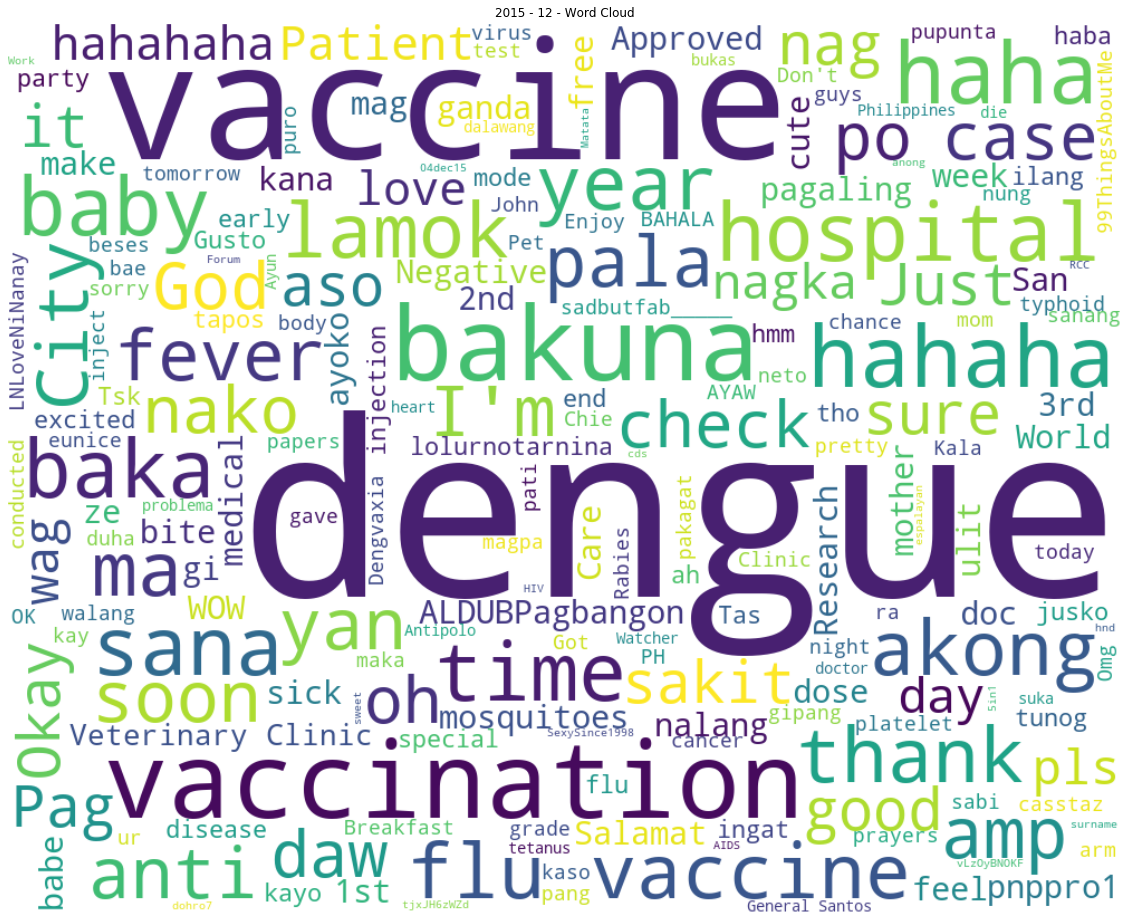 2015 - 12 - Word Cloud
hahahaha
Patient
virus
test
Approved
nag
pupunta
haba
Work
party
vaccine
mag
ganda
dalawang
puro
free
Matata
bukas
Don't
guys
cute
haha
Philippines
die
99ThingsAboutMe
it
make
tomorrow
kana
love
04dec15
mode
John
year
po case
anong
pagaling
week
ilang
nung
baby
early
Gusto
lamok
Enjoy
BAHALA
Pet
pala
hospital
beses
bae
sorry
Forum
Ayun
God
aso
Negative
2nd
sadbutfab_____
nagka
Just
San
RCC
typhoid
sanang
LNLoveNiNanay
City
inject
tapos
body
ayoko
injection
fever
bakuna
hmm
chance
mom
hahaha
neto
Tsk
excited
nako
heart
I'm
end
Chie
AYAW
check
tho
sure
3rd
World
eunice
papers
lolurnotarnina
cds
pretty
Kala
conducted
baka
medical
problema
gave
dengue
pati
mother
espalayan
ulit
today
ze
duha
bite
Dengvaxia
magpa
Care
Rabies
pakagat
ah
Clinic
Research
wag
ma
gi
HIV
OK
walang
WOW
ALDUBPagbangon
Tas
ra
doc
jusko
kay
sana
yan
Antipolo
maka
Got
Watcher
PH
night
doctor
akong
hnd
Omg
Okay
soon
sick
sweet
oh
time
sakit
dose
day
5in1
suka
tunog
Veterinary Clinic
special
mosquitoes
SexySince1998
nalang
cancer
gipang
platelet
Pag
vaccination
flu
thank
pls
ur
disease
Breakfast
grade
tetanus
Salamat
ingat
AIDS
good
sabi
prayers
casstaz
surname
babe
anti
daw
kayo
1st
flu
kaso
pang
vaccine
amp
vLzOyBNOKF
arm
dohro7
tjxJH6zWZd
General Santos
feel
pnppro1